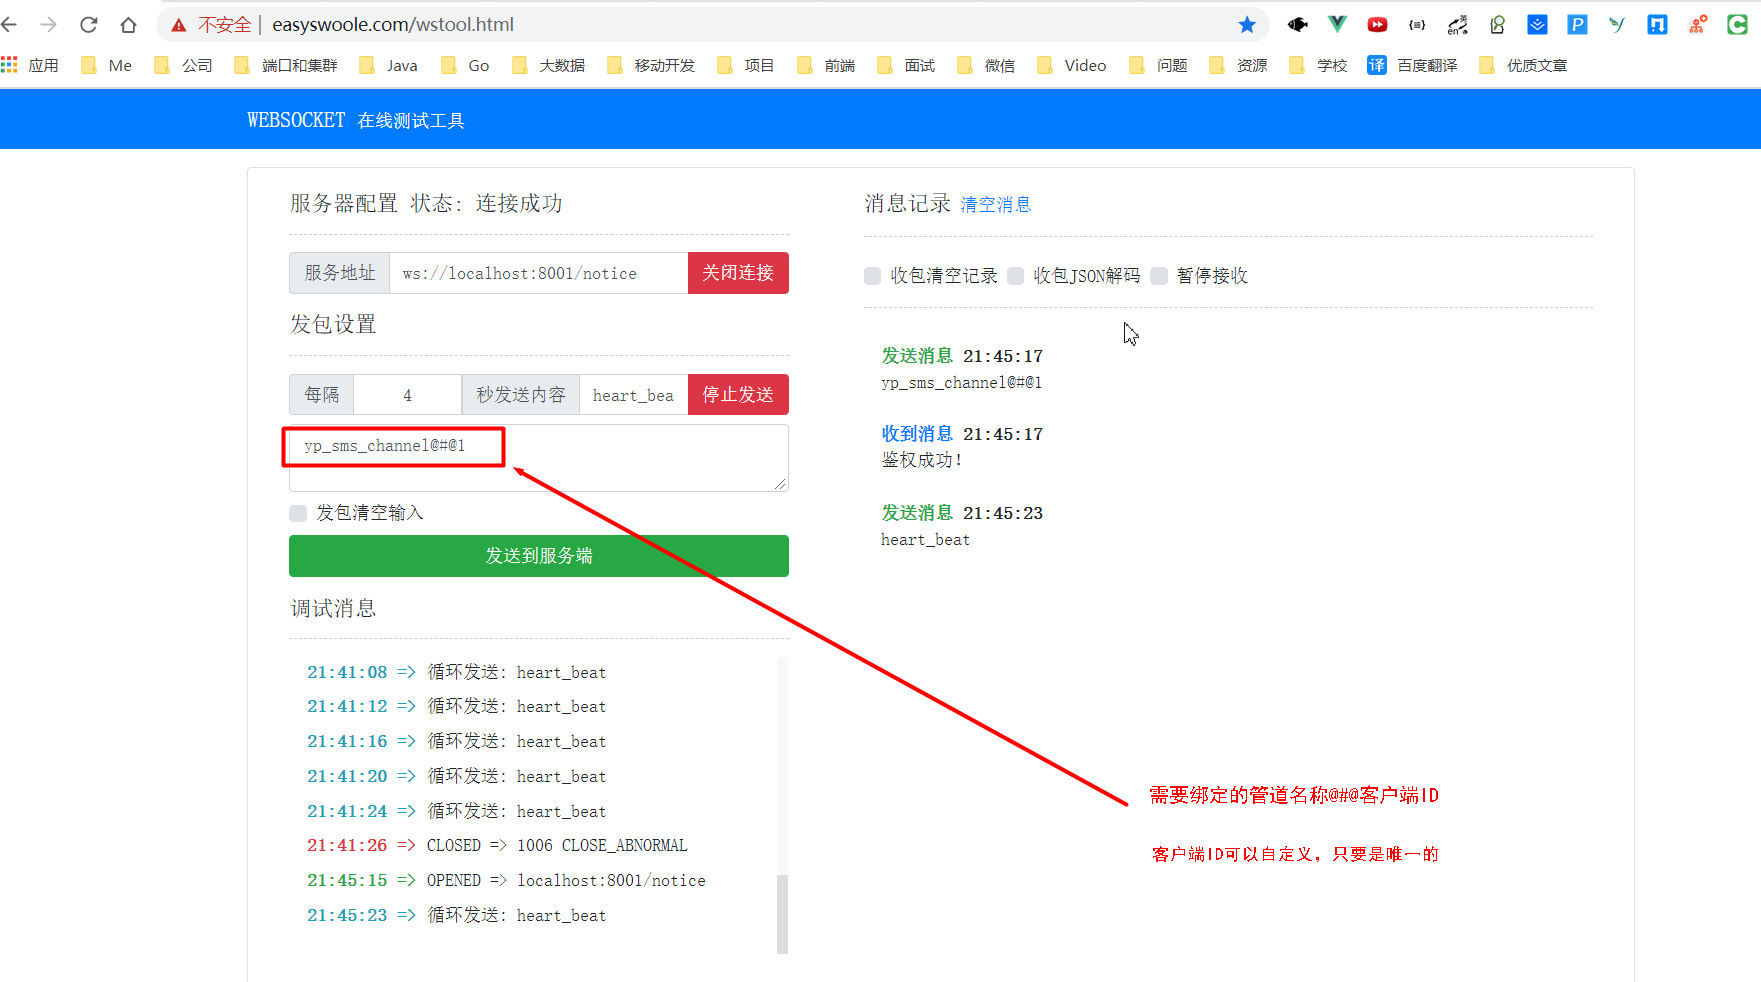 不安全 | easyswoole.com/wstool.html
应用 Me 公司 端口和集群 Java Go 大数据 移动开发 项目 前端 面试 微信 Video 问题 资源 学校 译 百度翻译 优质文章
WEBSOCKET 在线测试工具
服务器配置 状态: 连接成功
服务地址 ws://localhost:8001/notice 关闭连接
发包设置
每隔 4 秒发送内容 heart_bea 停止发送
yp_sms_channel@#@1
发包清空输入
发送到服务端
调试消息
21:41:08 => 循环发送: heart_beat
21:41:12 => 循环发送: heart_beat
21:41:16 => 循环发送: heart_beat
21:41:20 => 循环发送: heart_beat
21:41:24 => 循环发送: heart_beat
21:41:26 => CLOSED => 1006 CLOSE_ABNORMAL
21:45:15 => OPENED => localhost:8001/notice
21:45:23 => 循环发送: heart_beat
消息记录 清空消息
收包清空记录 收包JSON解码 暂停接收
发送消息 21:45:17
yp_sms_channel@#@1
收到消息 21:45:17
鉴权成功!
发送消息 21:45:23
heart_beat
需要绑定的管道名称@#@客户端ID
客户端ID可以自定义，只要是唯一的